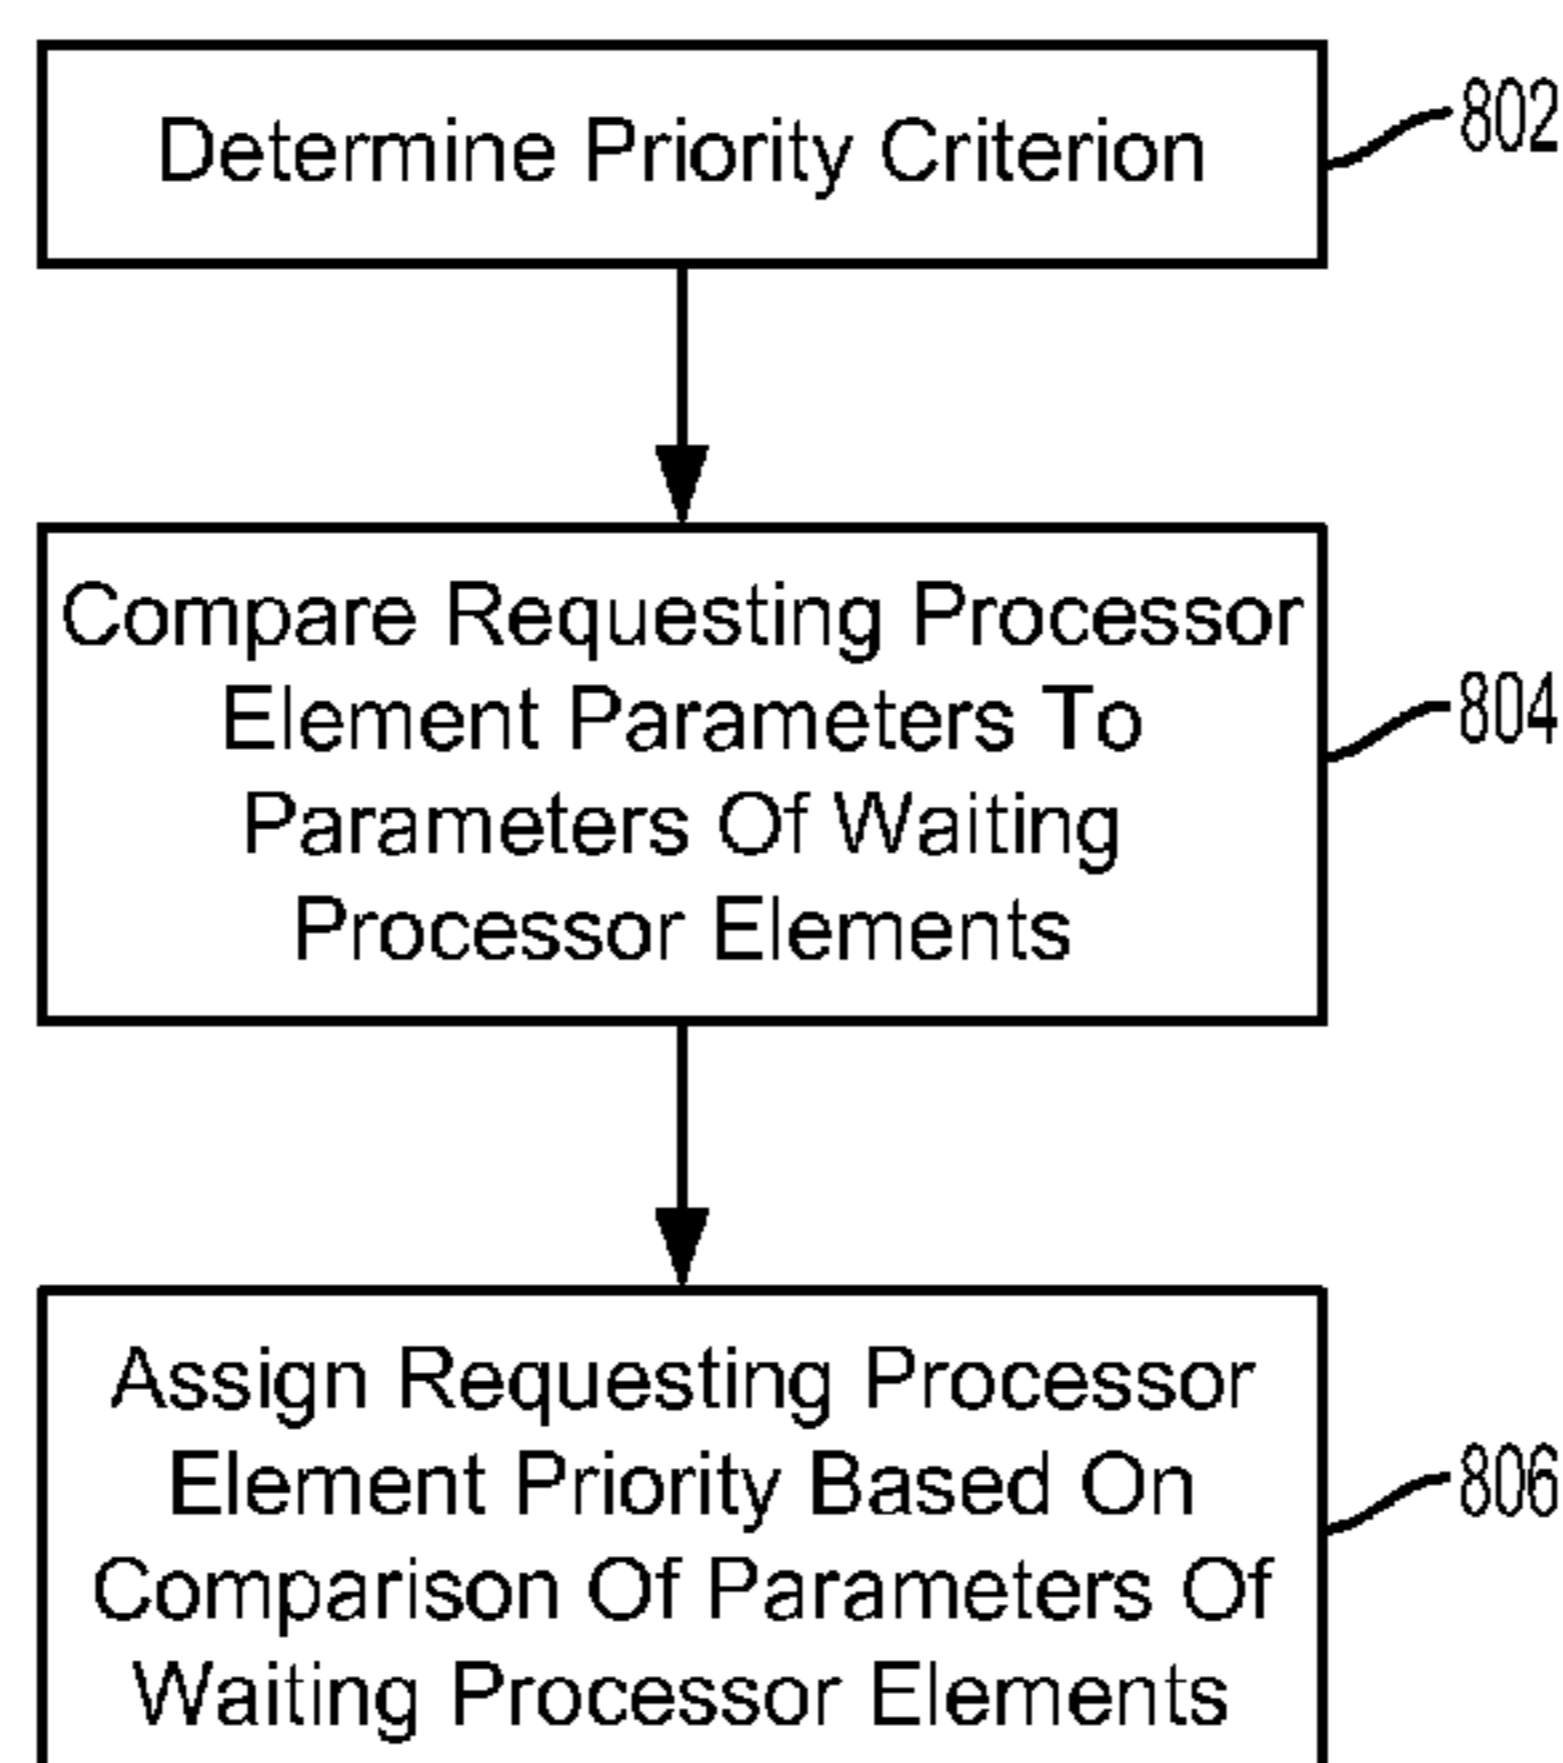 Determine Priority Criterion
802
Compare Requesting Processor
Element Parameters To
Parameters Of Waiting
Processor Elements
804
Assign Requesting Processor
Element Priority Based On
Comparison Of Parameters Of
Waiting Processor Elements
806